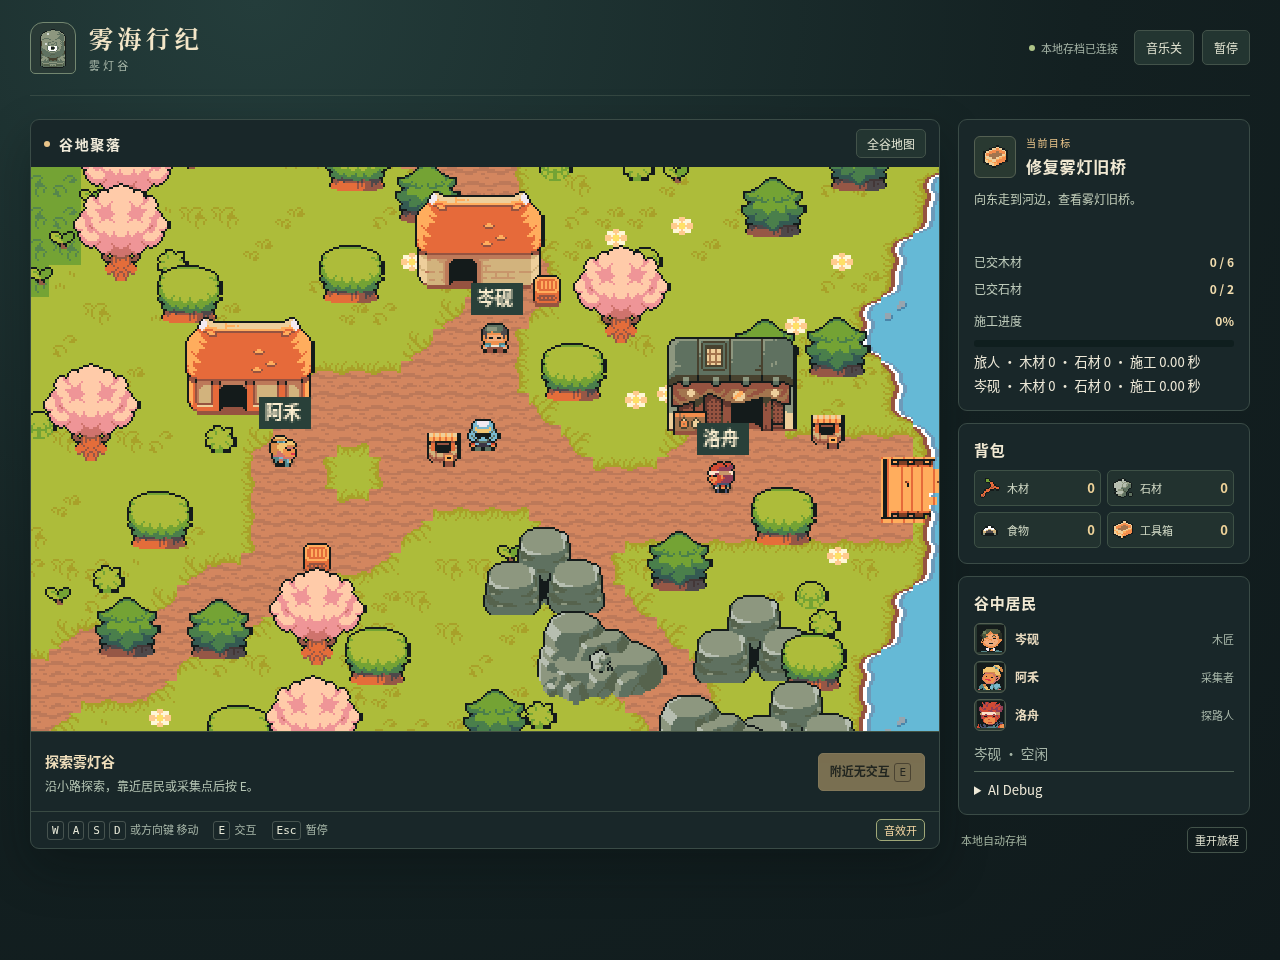 雾海行纪
雾灯谷
本地存档已连接
音乐关
暂停
谷地聚落
全谷地图
岑砚
阿禾
洛舟
探索雾灯谷
沿小路探索，靠近居民或采集点后按 E。
附近无交互 E
W A S D 或方向键 移动 E 交互 Esc 暂停
音效开
当前目标
修复雾灯旧桥
向东走到河边，查看雾灯旧桥。
已交木材 0 / 6
已交石材 0 / 2
施工进度 0%
旅人 · 木材 0 · 石材 0 · 施工 0.00 秒
岑砚 · 木材 0 · 石材 0 · 施工 0.00 秒
背包
木材 0 石材 0
食物 0 工具箱 0
谷中居民
岑砚 木匠
阿禾 采集者
洛舟 探路人
岑砚 · 空闲
▶ AI Debug
本地自动存档
重开旅程